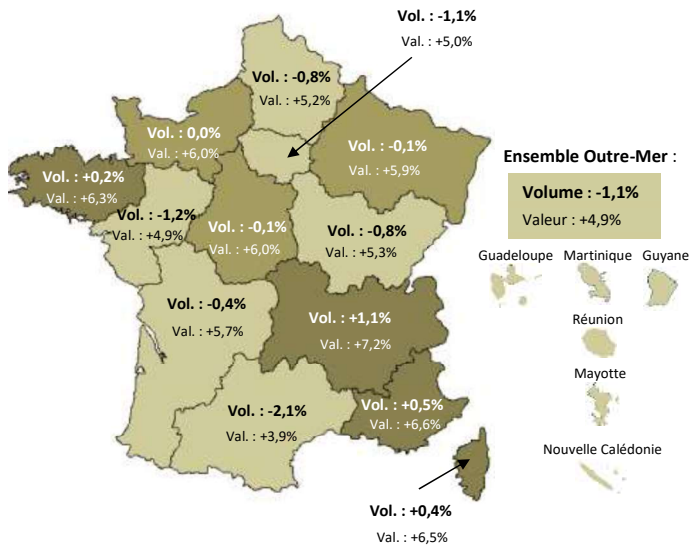 Vol. : -1,1%
Val. : +5,0%
Vol. : -0,8%
Val. : +5,2%
Vol. : 0,0%
Val. : +6,0%
Vol. : -0,1%
Val. : +5,9%
Vol. : +0,2%
Val. : +6,3%
Vol. : -1,2%
Val. : +4,9%
Vol. : -0,1%
Val. : +6,0%
Vol. : -0,8%
Val. : +5,3%
Vol. : -0,4%
Val. : +5,7%
Vol. : +1,1%
Val. : +7,2%
Vol. : -2,1%
Val. : +3,9%
Vol. : +0,5%
Val. : +6,6%
Vol. : +0,4%
Val. : +6,5%
Ensemble Outre-Mer :
Volume : -1,1%
Valeur : +4,9%
Guadeloupe Martinique Guyane
Réunion
Mayotte
Nouvelle Calédonie